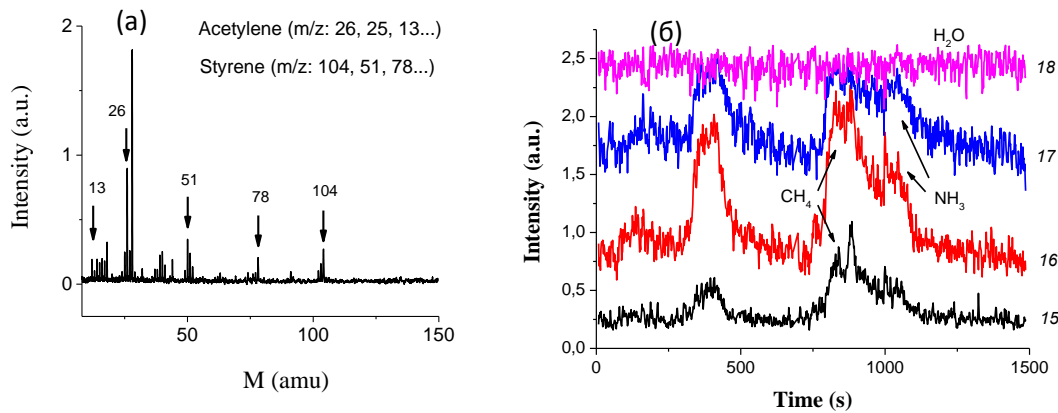 (a)
Acetylene (m/z: 26, 25, 13...)
Styrene (m/z: 104, 51, 78...)
Intensity (a.u.)
2
1
0
13
26
51
78
104
50
100
150
M (amu)
(б)
H₂O
Intensity (a.u.)
2,5
2,0
1,5
1,0
0,5
0,0
18
17
16
15
CH₄
NH₃
0
500
1000
1500
Time (s)